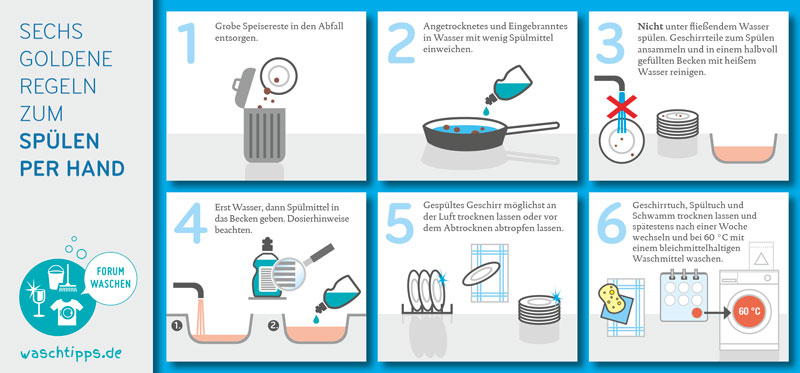 SECHS
GOLDENE
REGELN
ZUM
SPÜLEN
PER HAND
FORUM
WASCHEN
waschtipps.de
1
Grobe Speisereste in den Abfall
entsorgen.
2
Angetrocknetes und Eingebranntes
in Wasser mit wenig Spülmittel
einweichen.
3
Nicht unter fließendem Wasser
spülen. Geschirrteile zum Spülen
ansammeln und in einem halbvoll
gefüllten Becken mit heißem
Wasser reinigen.
4
Erst Wasser, dann Spülmittel in
das Becken geben. Dosierhinweise
beachten.
1.
2.
5
Gespültes Geschirr möglichst an
der Luft trocknen lassen oder vor
dem Abtrocknen abtropfen lassen.
6
Geschirrtuch, Spültuch und
Schwamm trocknen lassen und
spätestens nach einer Woche
wechseln und bei 60 °C mit
einem bleichmittelhaltigen
Waschmittel waschen.
60 °C